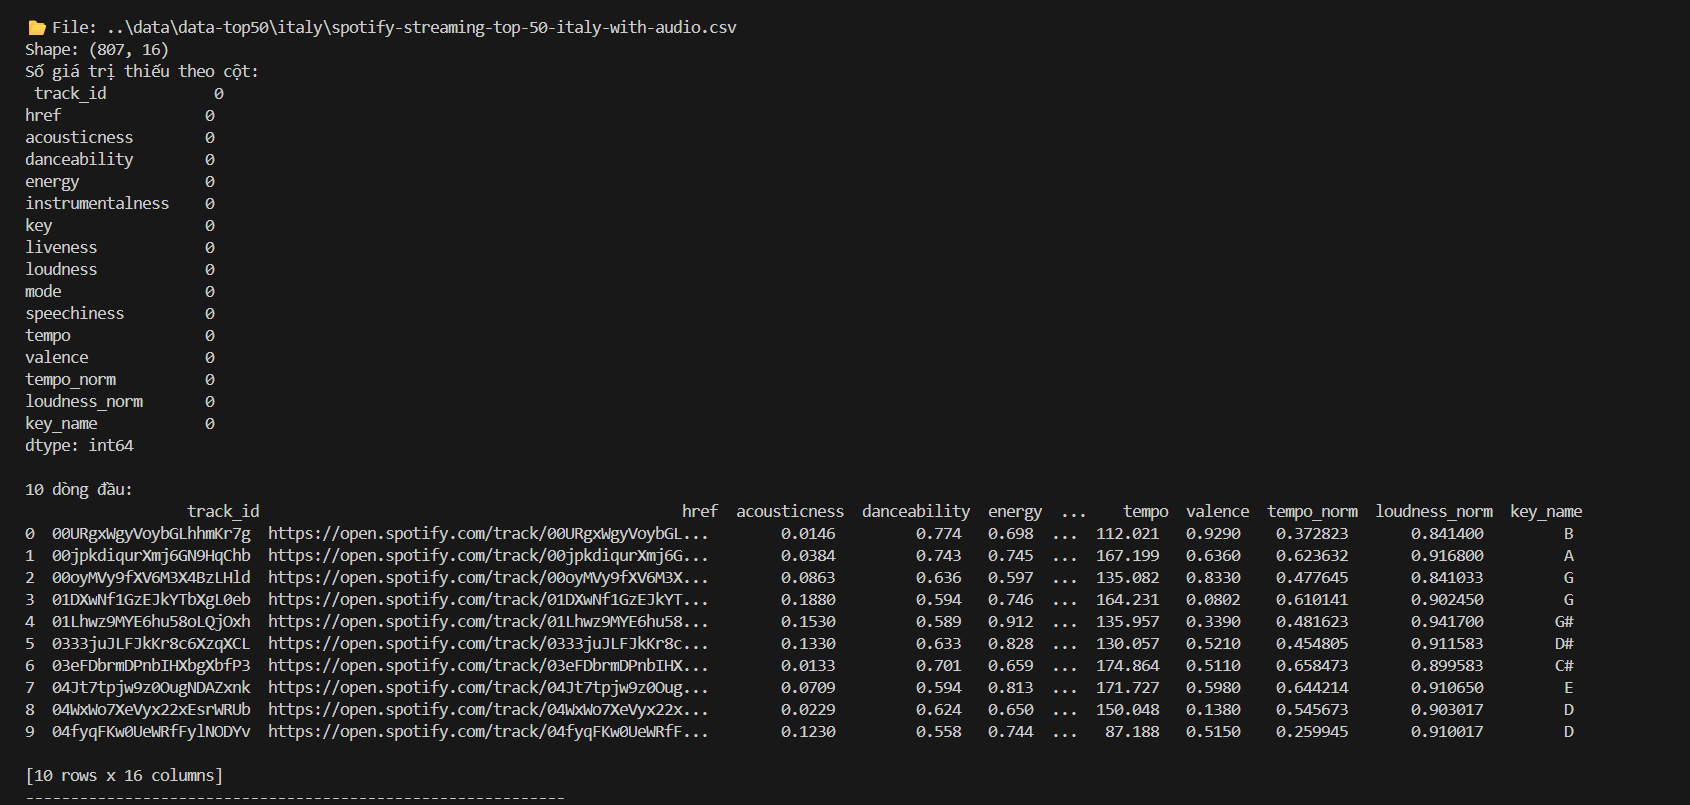 📂 File: ..\data\data-top50\italy\spotify-streaming-top-50-italy-with-audio.csv
Shape: (807, 16)
Số giá trị thiếu theo cột:
track_id 0
href 0
acousticness 0
danceability 0
energy 0
instrumentalness 0
key 0
liveness 0
loudness 0
mode 0
speechiness 0
tempo 0
valence 0
tempo_norm 0
loudness_norm 0
key_name 0
dtype: int64
10 dòng đầu:
track_id href acousticness danceability energy ... tempo valence tempo_norm loudness_norm key_name
0 00URgxWgyVoybGLhhmKr7g https://open.spotify.com/track/00URgxWgyVoybGL... 0.0146 0.774 0.698 ... 112.021 0.9290 0.372823 0.841400 B
1 00jpkdiqurXmj6GN9HqChb https://open.spotify.com/track/00jpkdiqurXmj6G... 0.0384 0.743 0.745 ... 167.199 0.6360 0.623632 0.916800 A
2 00oyMVy9fXV6M3X4BzLHld https://open.spotify.com/track/00oyMVy9fXV6M3X... 0.0863 0.636 0.597 ... 135.082 0.8330 0.477645 0.841033 G
3 01DXwNf1GzEJkYTbXgL0eb https://open.spotify.com/track/01DXwNf1GzEJkYT... 0.1880 0.594 0.746 ... 164.231 0.0802 0.610141 0.902450 G
4 01Lhwz9MYE6hu58oLQjOxh https://open.spotify.com/track/01Lhwz9MYE6hu58... 0.1530 0.589 0.912 ... 135.957 0.3390 0.481623 0.941700 G#
5 0333juJLFJkKr8c6XzqXCL https://open.spotify.com/track/0333juJLFJkKr8c... 0.1330 0.633 0.828 ... 130.057 0.5210 0.454805 0.911583 D#
6 03eFDbrmDPnbIHXbgXbfP3 https://open.spotify.com/track/03eFDbrmDPnbIHX... 0.0133 0.701 0.659 ... 174.864 0.5110 0.658473 0.899583 C#
7 04Jt7tpjw9z0OugNDAZxnk https://open.spotify.com/track/04Jt7tpjw9z0Oug... 0.0709 0.594 0.813 ... 171.727 0.5980 0.644214 0.910650 E
8 04WxWo7XeVyx22xEsrWRUb https://open.spotify.com/track/04WxWo7XeVyx22x... 0.0229 0.624 0.650 ... 150.048 0.1380 0.545673 0.903017 D
9 04fyqFKw0UeWRfFylNODYv https://open.spotify.com/track/04fyqFKw0UeWRfF... 0.1230 0.558 0.744 ... 87.188 0.5150 0.259945 0.910017 D
[10 rows x 16 columns]
------------------------------------------------------------